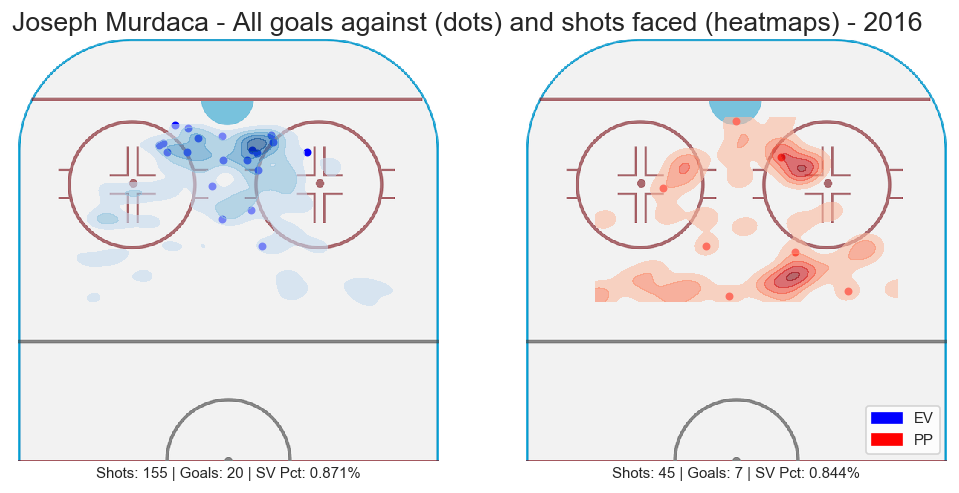 Joseph Murdaca - All goals against (dots) and shots faced (heatmaps) - 2016
EV
PP
Shots: 155 | Goals: 20 | SV Pct: 0.871%
Shots: 45 | Goals: 7 | SV Pct: 0.844%